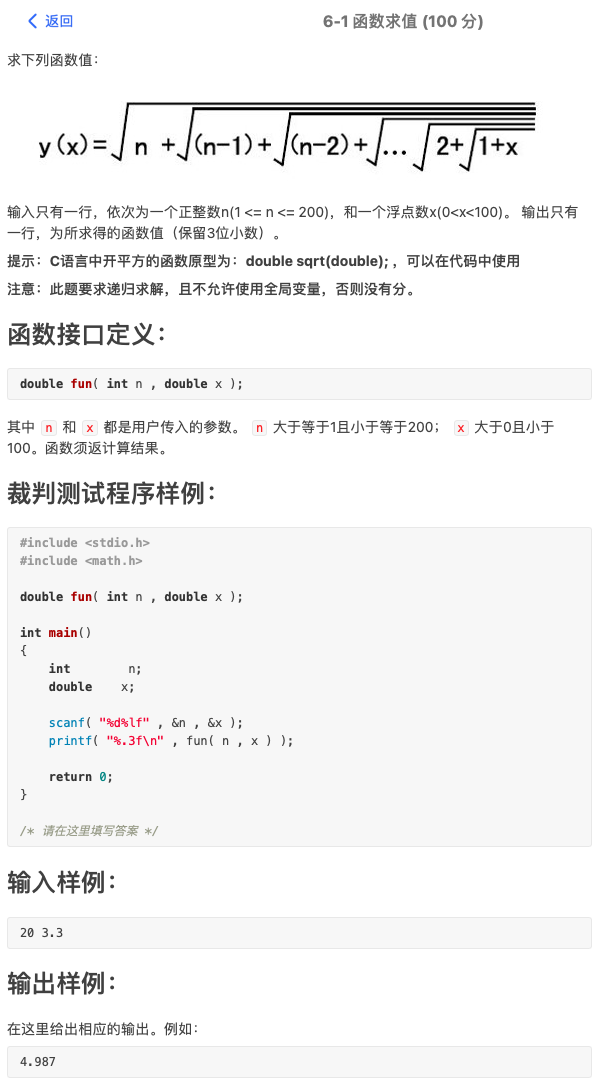 返回
6-1 函数求值 (100 分)
求下列函数值：
y(x)=√n +√(n-1)+√(n-2)+√...√2+√1+x
输入只有一行，依次为一个正整数n(1 <= n <= 200)，和一个浮点数x(0<x<100)。 输出只有
一行，为所求得的函数值（保留3位小数）。
提示：C语言中开平方的函数原型为：double sqrt(double); ，可以在代码中使用
注意：此题要求递归求解，且不允许使用全局变量，否则没有分。
函数接口定义：
double fun( int n , double x );
其中 n 和 x 都是用户传入的参数。 n 大于等于1且小于等于200； x 大于0且小于
100。函数须返计算结果。
裁判测试程序样例：
#include <stdio.h>
#include <math.h>
double fun( int n , double x );
int main()
{
    int        n;
    double    x;
    scanf( "%d%lf" , &n , &x );
    printf( "%.3f\n" , fun( n , x ) );
    return 0;
}
/* 请在这里填写答案 */
输入样例：
20 3.3
输出样例：
在这里给出相应的输出。例如：
4.987